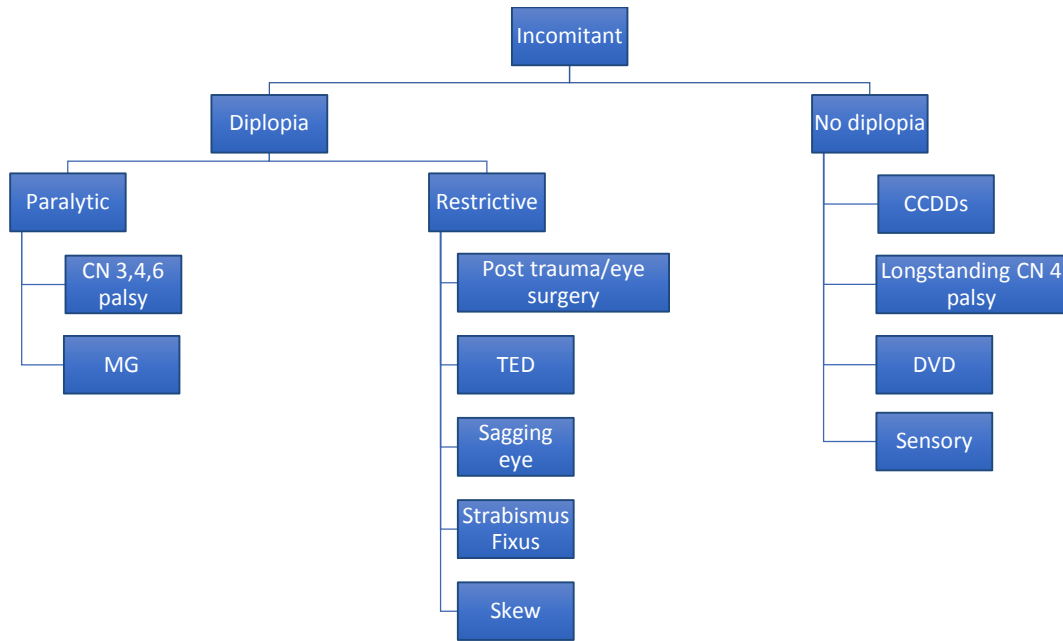 Incomitant
Diplopia
No diplopia
Paralytic
Restrictive
CN 3,4,6
palsy
MG
Post trauma/eye
surgery
TED
Sagging
eye
Strabismus
Fixus
Skew
CCDDs
Longstanding CN 4
palsy
DVD
Sensory